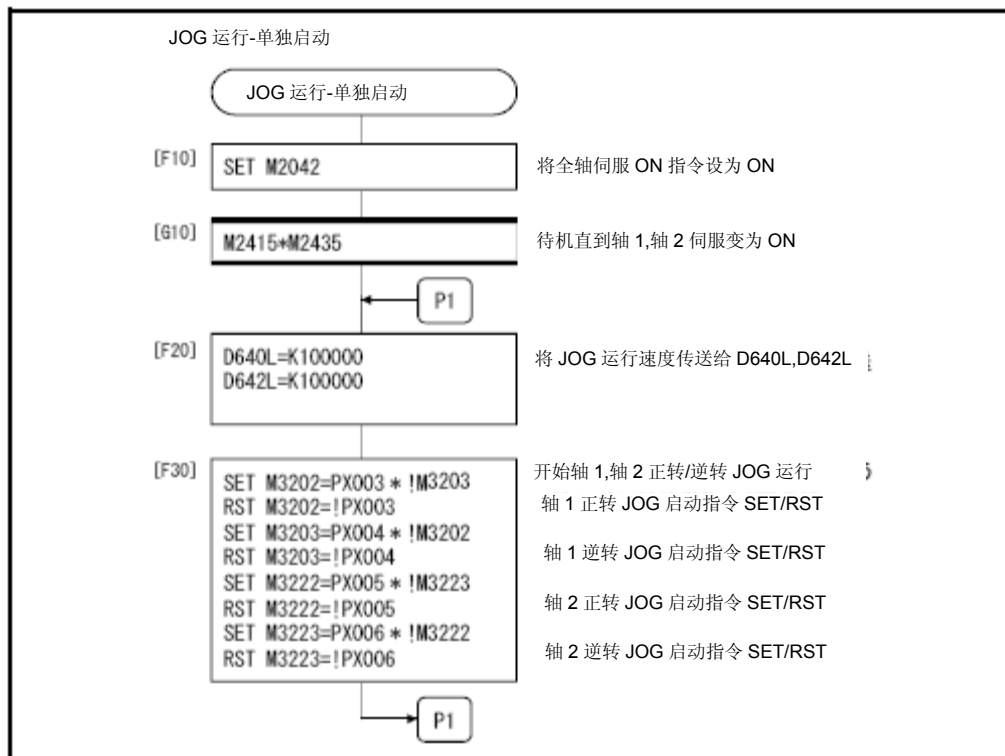 JOG 运行-单独启动
JOG 运行-单独启动
[F10]
SET M2042
将全轴伺服 ON 指令设为 ON
[G10]
M2415*M2435
待机直到轴 1,轴 2 伺服变为 ON
P1
[F20]
D640L=K100000
D642L=K100000
将 JOG 运行速度传送给 D640L,D642L
[F30]
SET M3202=PX003 * !M3203
RST M3202=!PX003
SET M3203=PX004 * !M3202
RST M3203=!PX004
SET M3222=PX005 * !M3223
RST M3222=!PX005
SET M3223=PX006 * !M3222
RST M3223=!PX006
开始轴 1,轴 2 正转/逆转 JOG 运行
轴 1 正转 JOG 启动指令 SET/RST
轴 1 逆转 JOG 启动指令 SET/RST
轴 2 正转 JOG 启动指令 SET/RST
轴 2 逆转 JOG 启动指令 SET/RST
P1